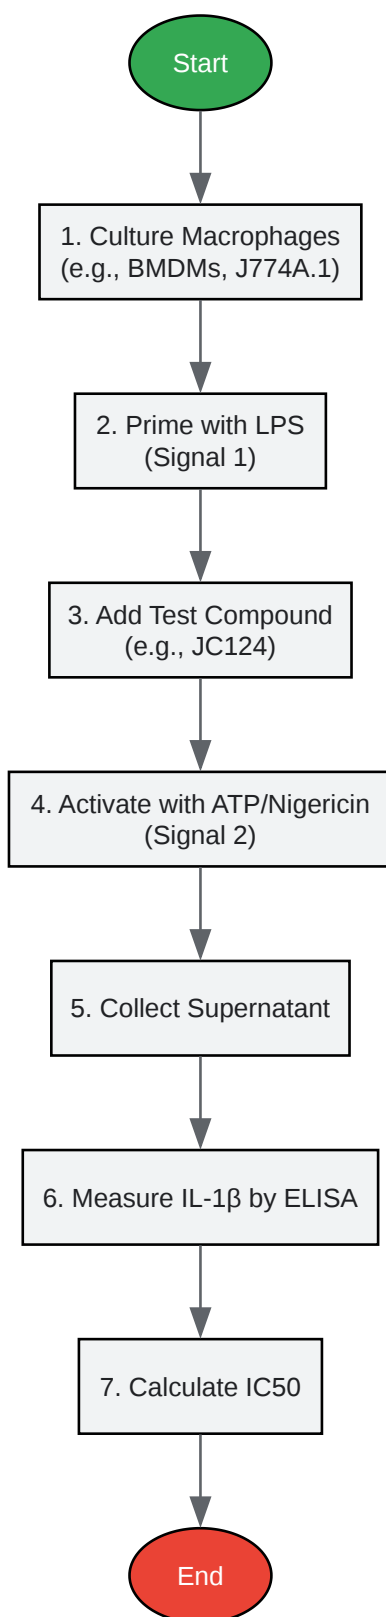 Start
1. Culture Macrophages
(e.g., BMDMs, J774A.1)
2. Prime with LPS
(Signal 1)
3. Add Test Compound
(e.g., JC124)
4. Activate with ATP/Nigericin
(Signal 2)
5. Collect Supernatant
6. Measure IL-1β by ELISA
7. Calculate IC50
End